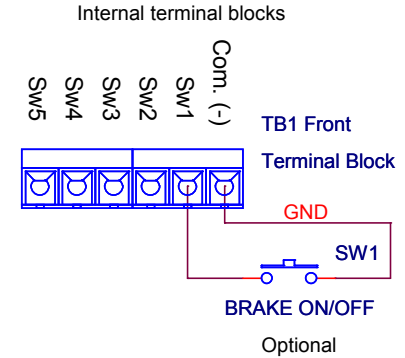 Internal terminal blocks
Sw5
Sw4
Sw3
Sw2
Sw1
Com. (-)
TB1 Front
Terminal Block
GND
SW1
BRAKE ON/OFF
Optional